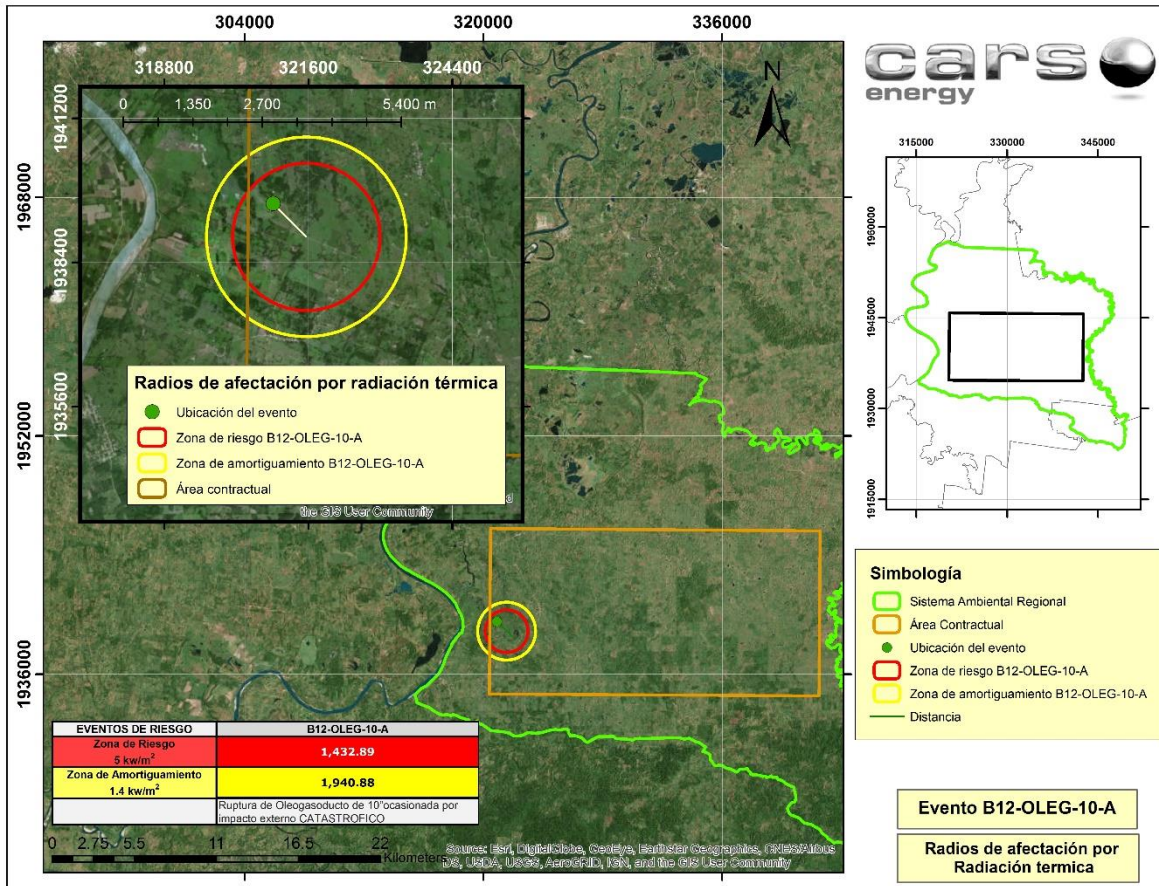 304000 320000 336000
318800 321600 324400
0 1,350 2,700 5,400 m
1941200
1938400
1935600
1968000
1952000
1936000
N
Radios de afectación por radiación térmica
Ubicación del evento
Zona de riesgo B12-OLEG-10-A
Zona de amortiguamiento B12-OLEG-10-A
Área contractual
the GIS User Community
EVENTOS DE RIESGO B12-OLEG-10-A
Zona de Riesgo
5 kw/m² 1,432.89
Zona de Amortiguamiento
1.4 kw/m² 1,940.88
Ruptura de Oleogasoducto de 10"ocasionada por
impacto externo CATASTROFICO
0 2.75 5.5 11 16.5 22
Kilometers
Source: Esri, DigitalGlobe, GeoEye, Earthstar Geographics, CNES/Airbus
DS, USDA, USGS, AeroGRID, IGN, and the GIS User Community
cars
energy
315000 330000 345000
1960000
1945000
1930000
1915000
Simbología
Sistema Ambiental Regional
Área Contractual
Ubicación del evento
Zona de riesgo B12-OLEG-10-A
Zona de amortiguamiento B12-OLEG-10-A
Distancia
Evento B12-OLEG-10-A
Radios de afectación por
Radiación termica